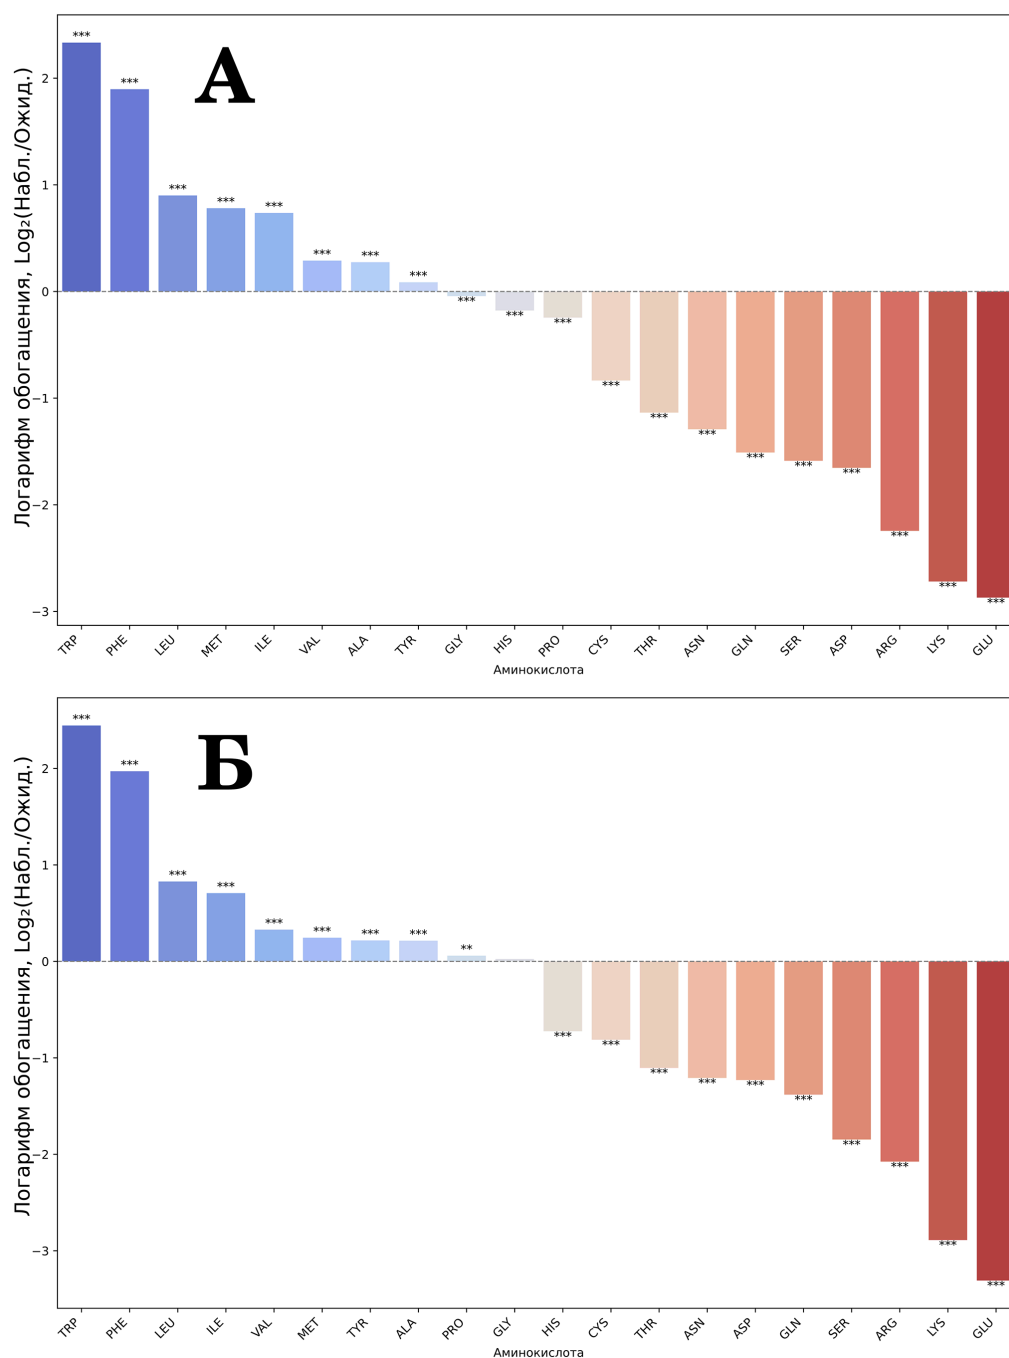 А
Логарифм обогащения, Log₂(Набл./Ожид.)
2
1
0
−1
−2
−3
*** *** *** *** *** *** *** *** *** *** *** *** *** *** *** *** *** *** *** ***
TRP PHE LEU MET ILE VAL ALA TYR GLY HIS PRO CYS THR ASN GLN SER ASP ARG LYS GLU
Аминокислота
Б
Логарифм обогащения, Log₂(Набл./Ожид.)
2
1
0
−1
−2
−3
*** *** *** *** *** *** *** *** ** *** *** *** *** *** *** *** *** *** ***
TRP PHE LEU ILE VAL MET TYR ALA PRO GLY HIS CYS THR ASN ASP GLN SER ARG LYS GLU
Аминокислота